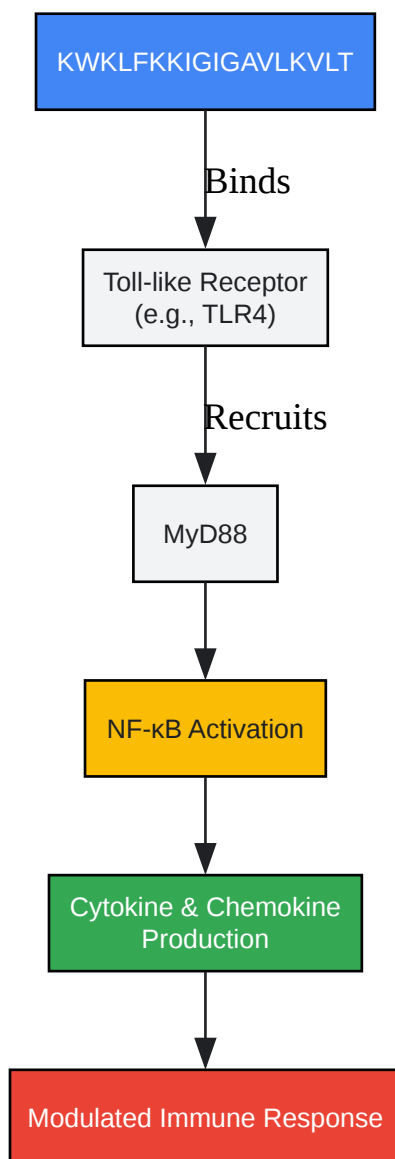 KWKLFKKIGIGAVLKVLT
Binds
Toll-like Receptor
(e.g., TLR4)
Recruits
MyD88
NF-κB Activation
Cytokine & Chemokine
Production
Modulated Immune Response